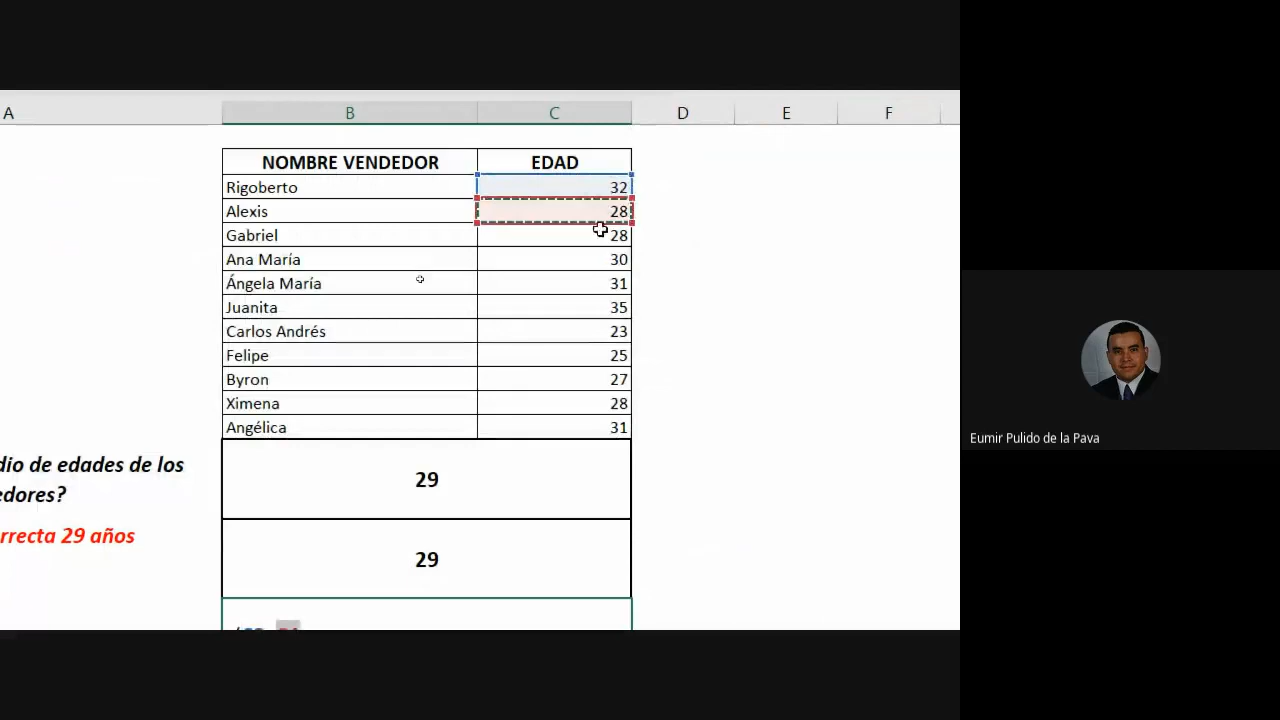 A B C D E F
NOMBRE VENDEDOR EDAD
Rigoberto 32
Alexis 28
Gabriel 28
Ana María 30
Ángela María 31
Juanita 35
Carlos Andrés 23
Felipe 25
Byron 27
Ximena 28
Angélica 31
dio de edades de los
edores?
29
rrecta 29 años
29
Eumir Pulido de la Pava